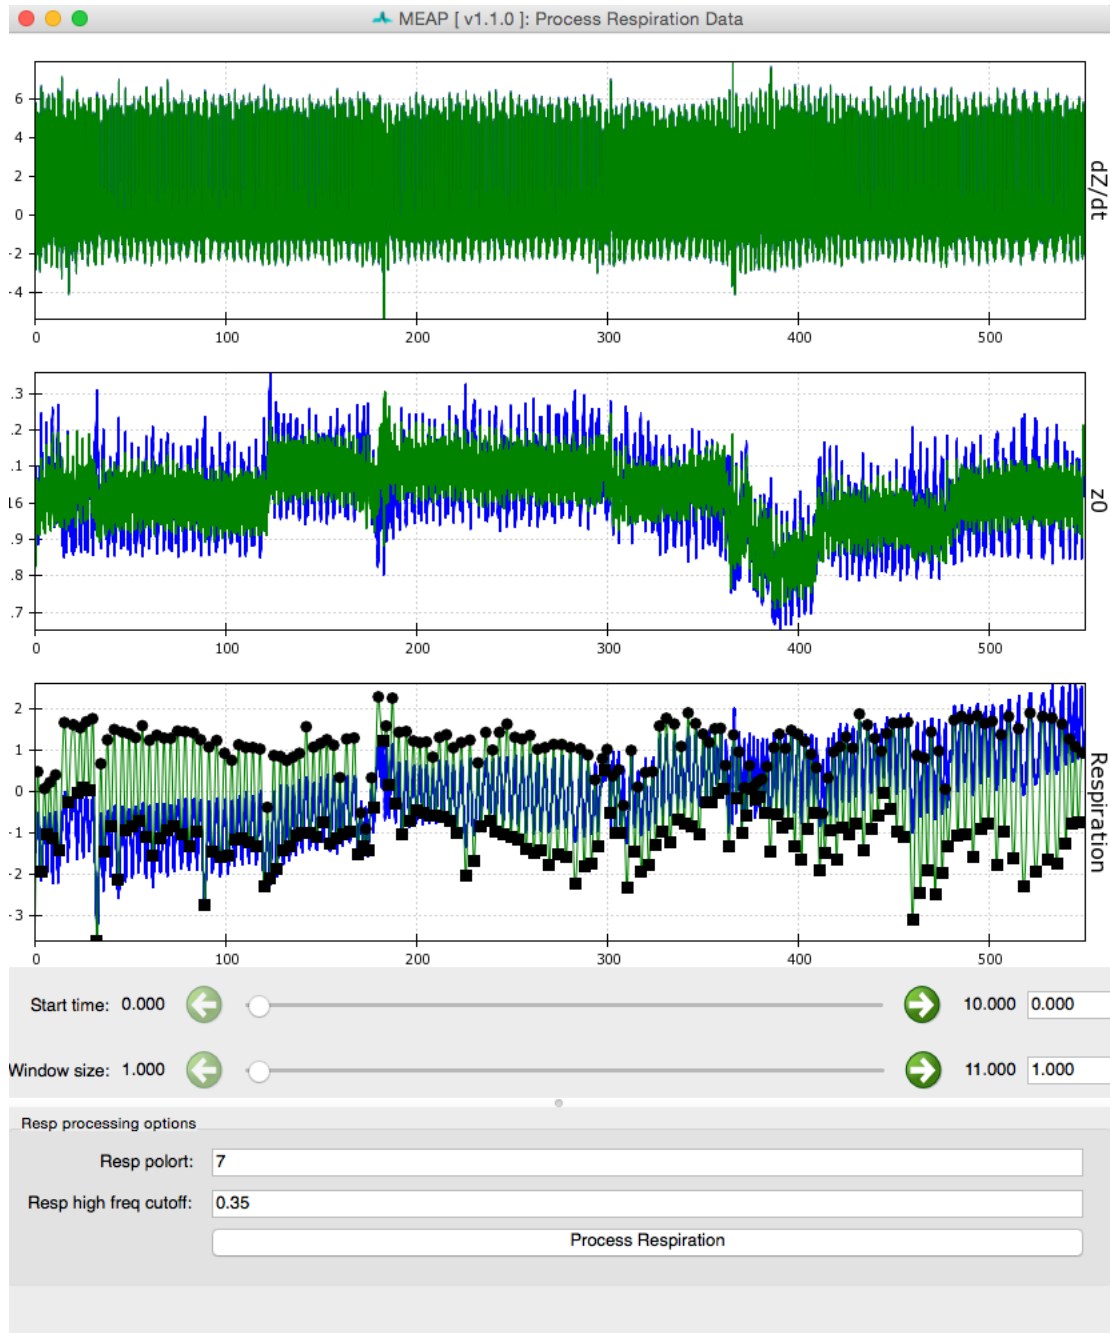 MEAP [ v1.1.0 ]: Process Respiration Data
6
4
2
0
-2
-4
dZ/dt
0 100 200 300 400 500
.3
.2
.1
16
.9
.8
.7
z0
0 100 200 300 400 500
2
1
0
-1
-2
-3
Respiration
0 100 200 300 400 500
Start time: 0.000 10.000 0.000
Window size: 1.000 11.000 1.000
Resp processing options
Resp polort: 7
Resp high freq cutoff: 0.35
Process Respiration